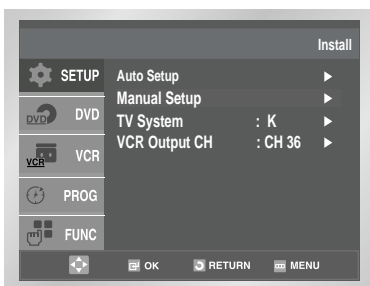 Install
SETUP
DVD
DVD
VCR
VCR
PROG
FUNC
Auto Setup ▶
Manual Setup ▶
TV System : K ▶
VCR Output CH : CH 36 ▶
OK RETURN MENU